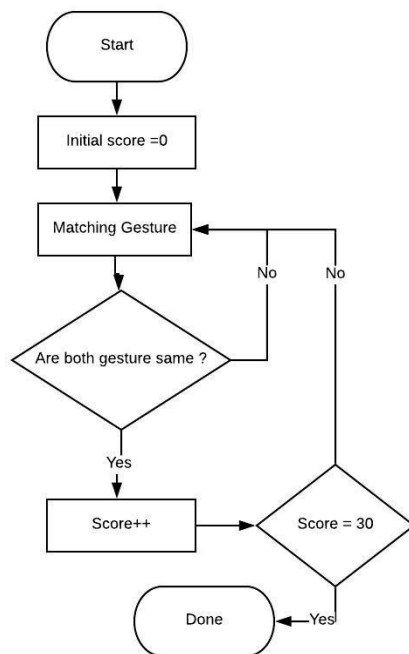 Start
Initial score =0
Matching Gesture
No
No
Are both gesture same ?
Yes
Score++
Score = 30
Done
Yes